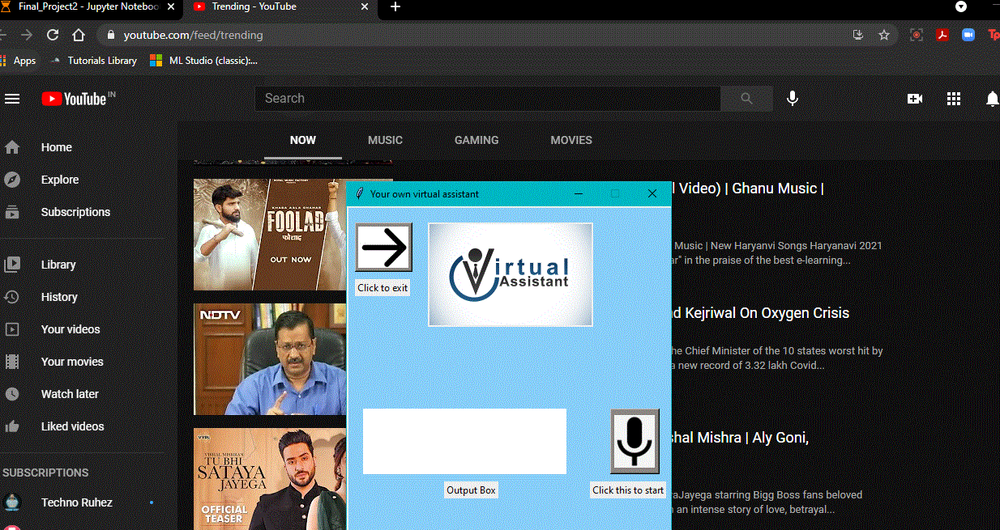 Final_Project2 - Jupyter Noteboo
Trending - YouTube
youtube.com/feed/trending
Apps
Tutorials Library
ML Studio (classic):...
YouTube IN
Search
NOW
MUSIC
GAMING
MOVIES
Home
Explore
Subscriptions
Library
History
Your videos
Your movies
Watch later
Liked videos
SUBSCRIPTIONS
Techno Ruhez
KHASA AALA CHAHAR
FOOLAD
फौलाद
OUT NOW
l Video) | Ghanu Music |
Music | New Haryanvi Songs Haryanavi 2021
ar" in the praise of the best e-learning...
NDTV
nd Kejriwal On Oxygen Crisis
he Chief Minister of the 10 states worst hit by
a new record of 3.32 lakh Covid...
VYRL
VISHAL MISHRA'S
TU BHI
SATAYA
JAYEGA
OFFICIAL
TEASER
shal Mishra | Aly Goni,
aJayega starring Bigg Boss fans beloved
n an intense story of love, betrayal...
Your own virtual assistant
Click to exit
Virtual
Assistant
Output Box
Click this to start